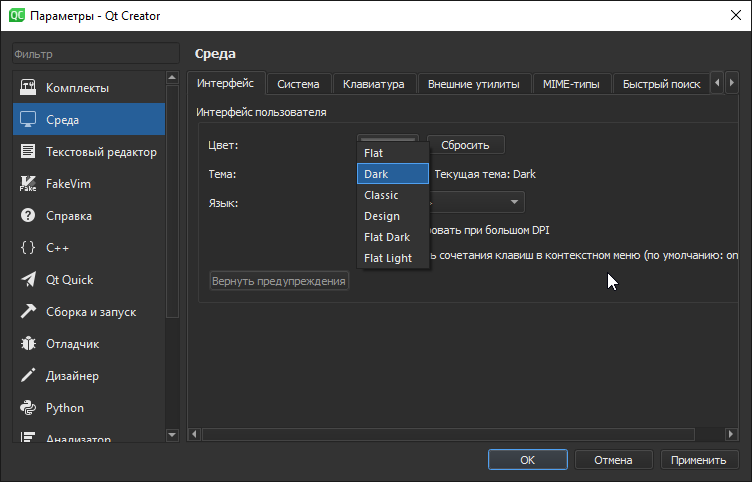 QC Параметры - Qt Creator
Фильтр
Комплекты
Среда
Текстовый редактор
Fake FakeVim
Справка
C++
Qt Quick
Сборка и запуск
Отладчик
Дизайнер
Python
Анализатор
Среда
Интерфейс Система Клавиатура Внешние утилиты MIME-типы Быстрый поиск
Интерфейс пользователя
Цвет: Сбросить
Тема: Текущая тема: Dark
Язык:
Flat
Dark
Classic
Design
Flat Dark
Flat Light
при большом DPI
сочетания клавиш в контекстном меню (по умолчанию: on
Вернуть предупреждения
OK Отмена Применить